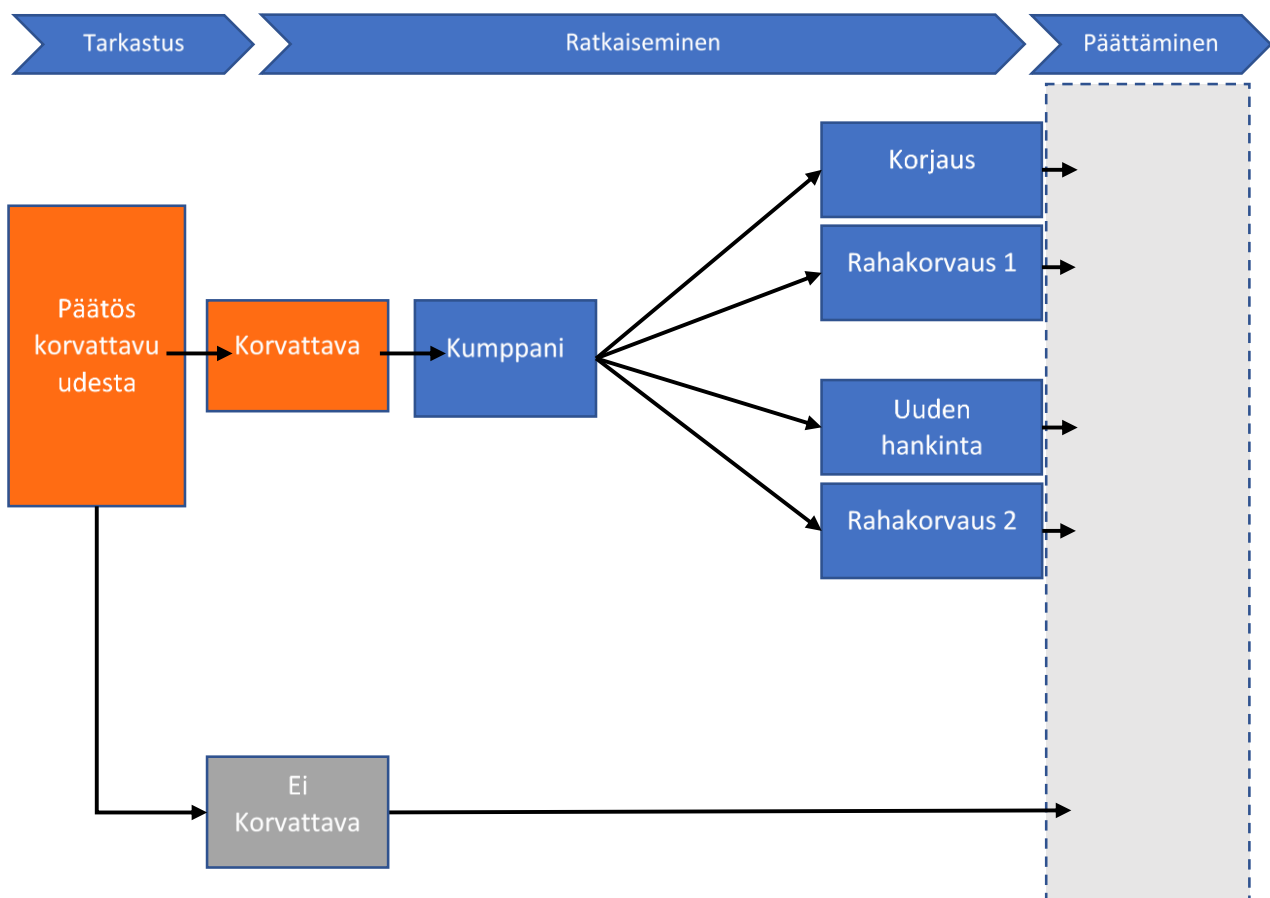 Tarkastus
Ratkaiseminen
Päättäminen
Korjaus
Rahakorvaus 1
Päätös
korvattavu
udesta
Korvattava
Kumppani
Uuden
hankinta
Rahakorvaus 2
Ei
Korvattava